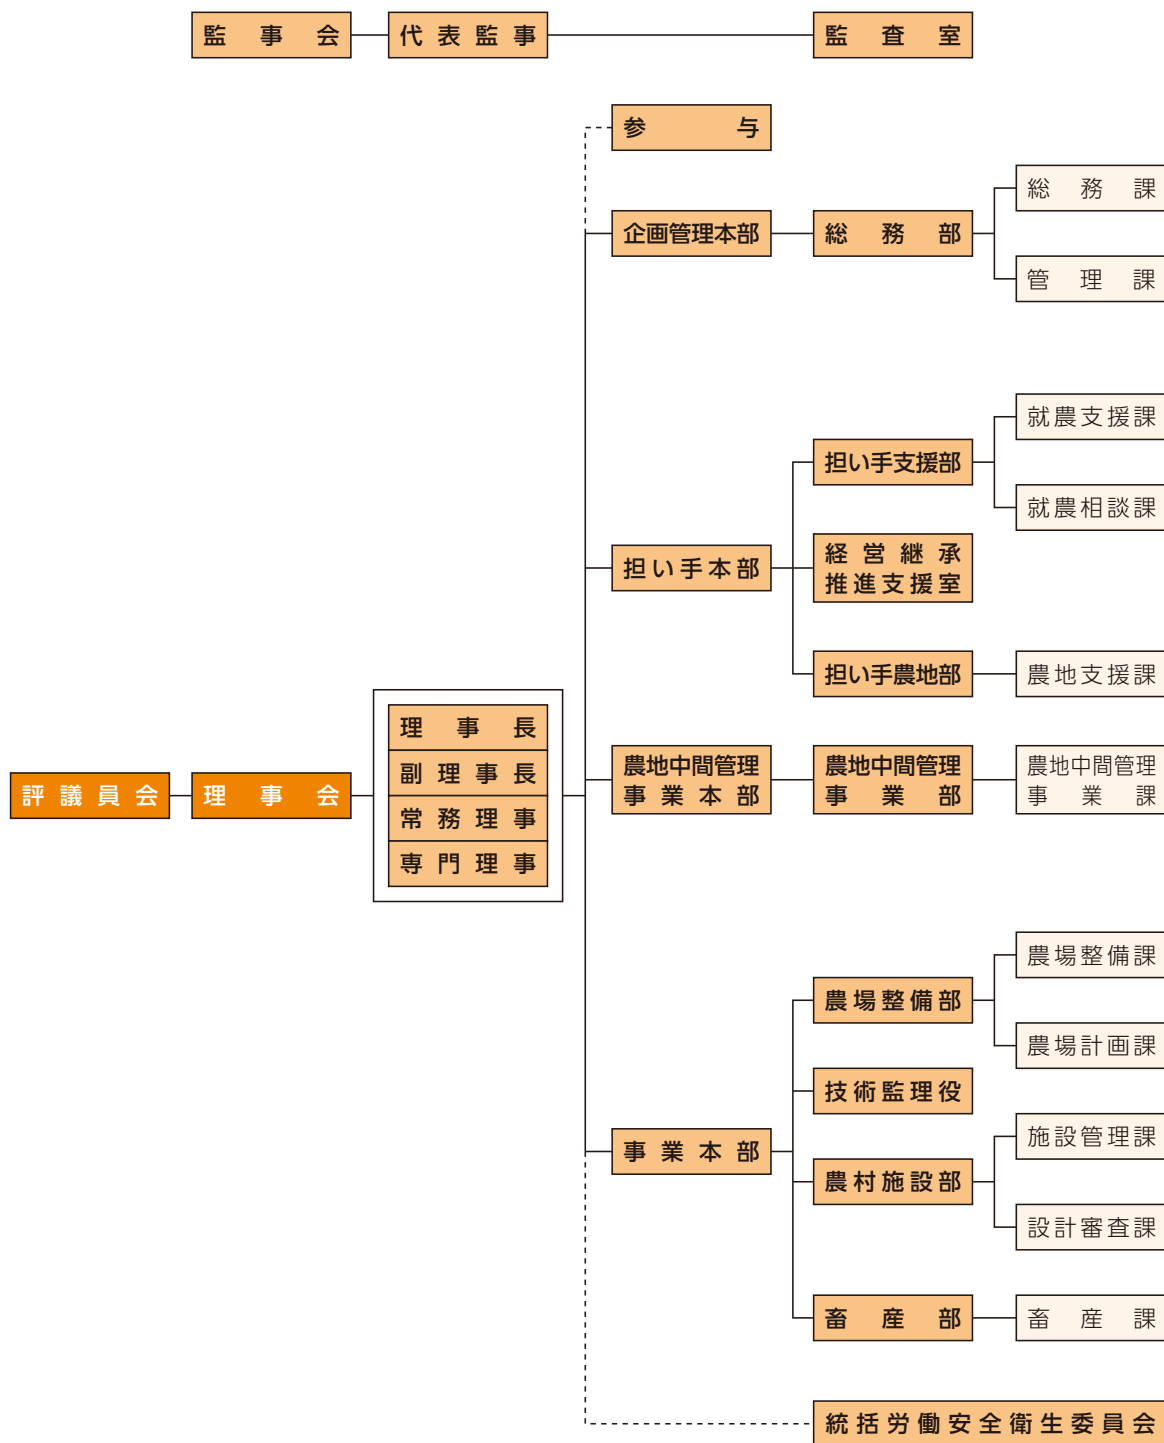 監事会
代表監事
監査室
参与
企画管理本部
総務部
総務課
管理課
担い手本部
担い手支援部
就農支援課
就農相談課
経営継承
推進支援室
担い手農地部
農地支援課
評議員会
理事会
理事長
副理事長
常務理事
専門理事
農地中間管理
事業本部
農地中間管理
事業部
農地中間管理
事業課
事業本部
農場整備部
農場整備課
農場計画課
技術監理役
農村施設部
施設管理課
設計審査課
畜産部
畜産課
統括労働安全衛生委員会